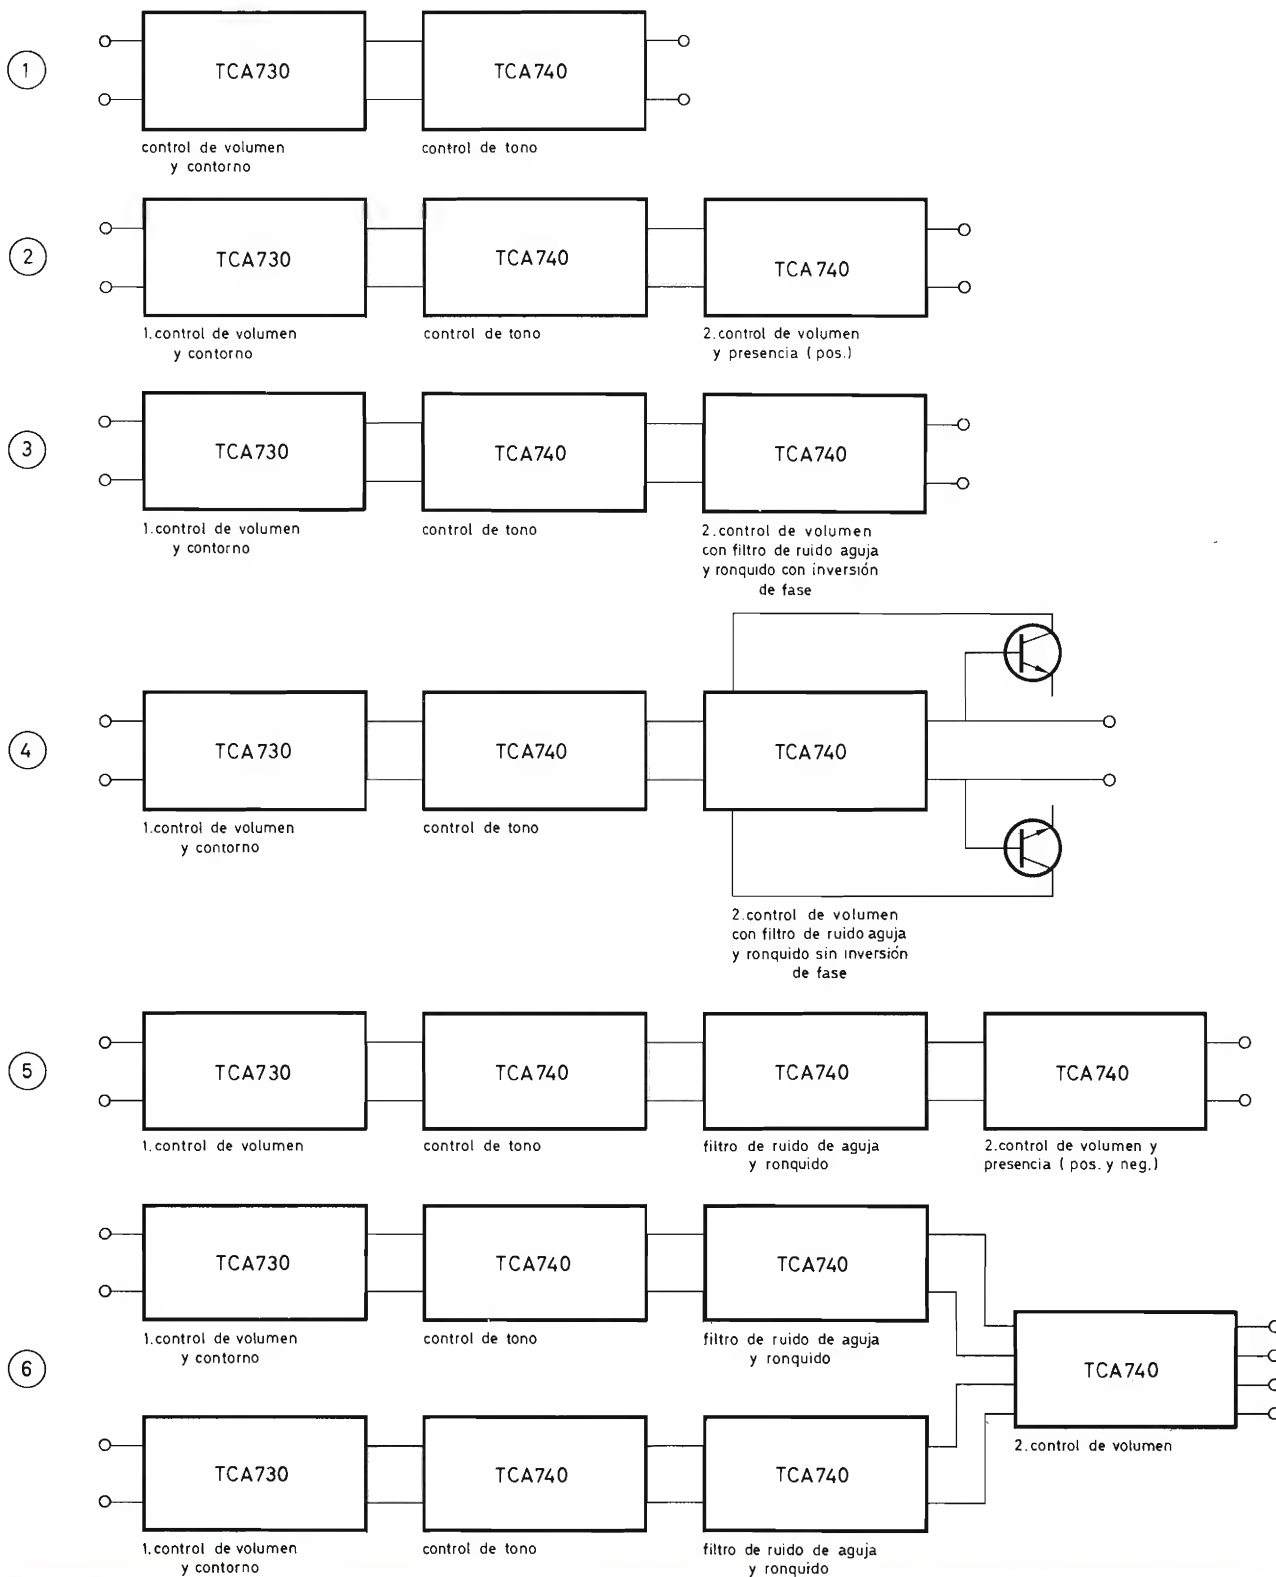 1
TCA730
TCA740
control de volumen
y contorno
control de tono
2
TCA730
TCA740
TCA740
1.control de volumen
y contorno
control de tono
2.control de volumen
y presencia (pos.)
3
TCA730
TCA740
TCA740
1.control de volumen
y contorno
control de tono
2.control de volumen
con filtro de ruido aguja
y ronquido con inversión
de fase
4
TCA730
TCA740
TCA740
1.control de volumen
y contorno
control de tono
2.control de volumen
con filtro de ruido aguja
y ronquido sin inversión
de fase
5
TCA730
TCA740
TCA740
TCA740
1.control de volumen
control de tono
filtro de ruido de aguja
y ronquido
2.control de volumen y
presencia (pos. y neg.)
6
TCA730
TCA740
TCA740
1.control de volumen
y contorno
control de tono
filtro de ruido de aguja
y ronquido
TCA740
2.control de volumen
TCA730
TCA740
TCA740
1.control de volumen
y contorno
control de tono
filtro de ruido de aguja
y ronquido